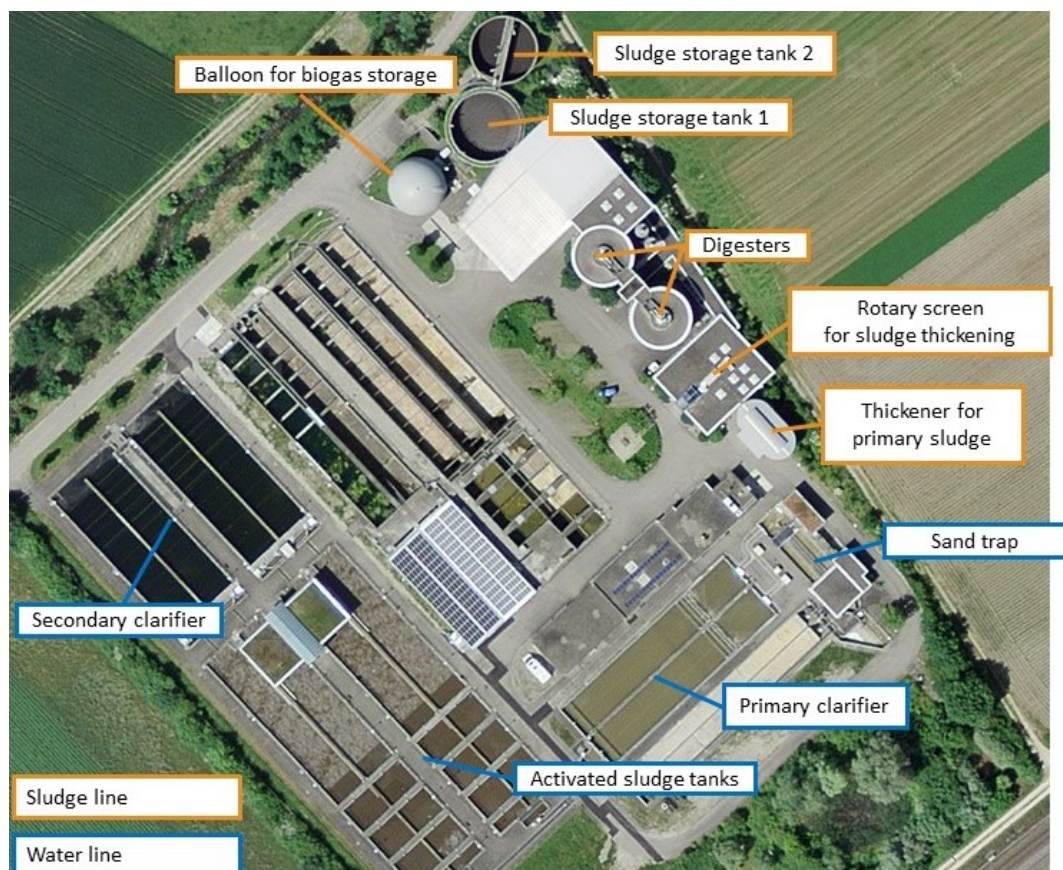 Sludge storage tank 2
Balloon for biogas storage
Sludge storage tank 1
Digesters
Rotary screen
for sludge thickening
Thickener for
primary sludge
Sand trap
Secondary clarifier
Primary clarifier
Activated sludge tanks
Sludge line
Water line